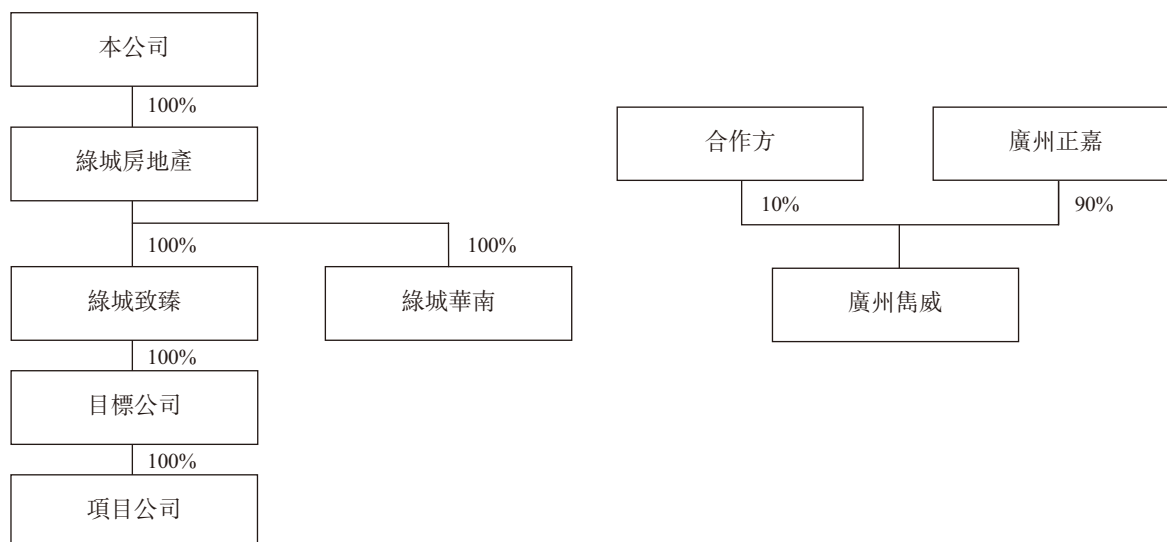 本公司
100%
綠城房地產
合作方
廣州正嘉
10%
90%
100%
100%
綠城致臻
綠城華南
廣州雋威
100%
目標公司
100%
項目公司